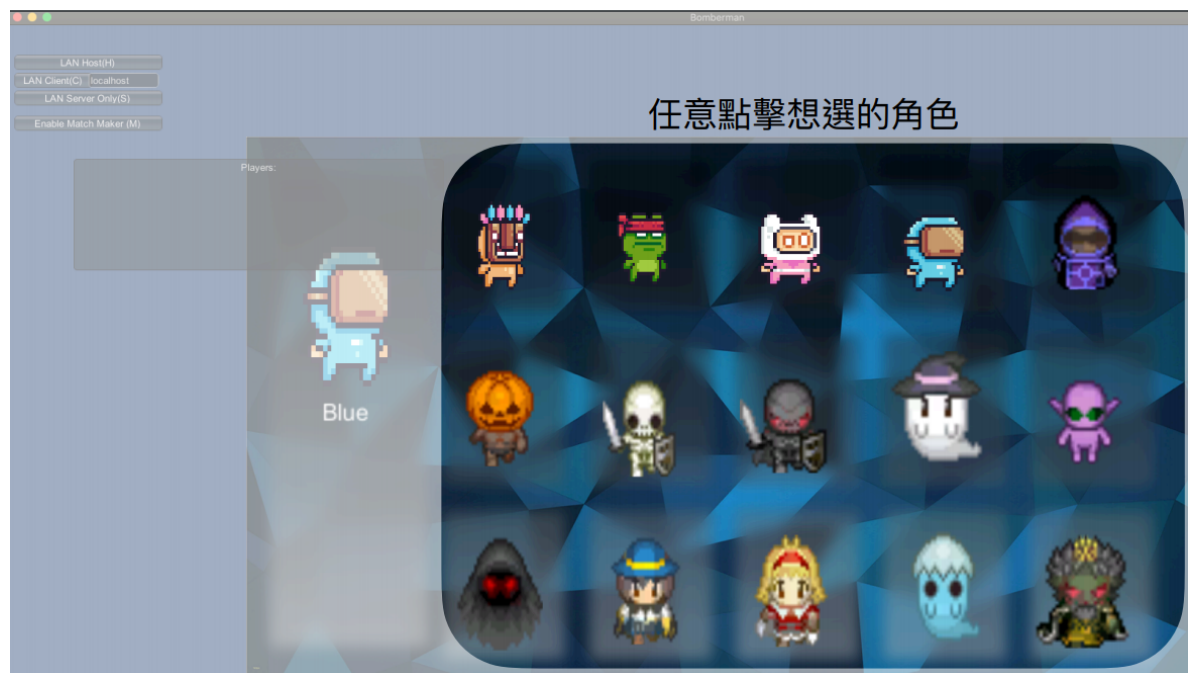 Bomberman
LAN Host(H)
LAN Client(C) localhost
LAN Server Only(S)
Enable Match Maker (M)
任意點擊想選的角色
Players:
Blue